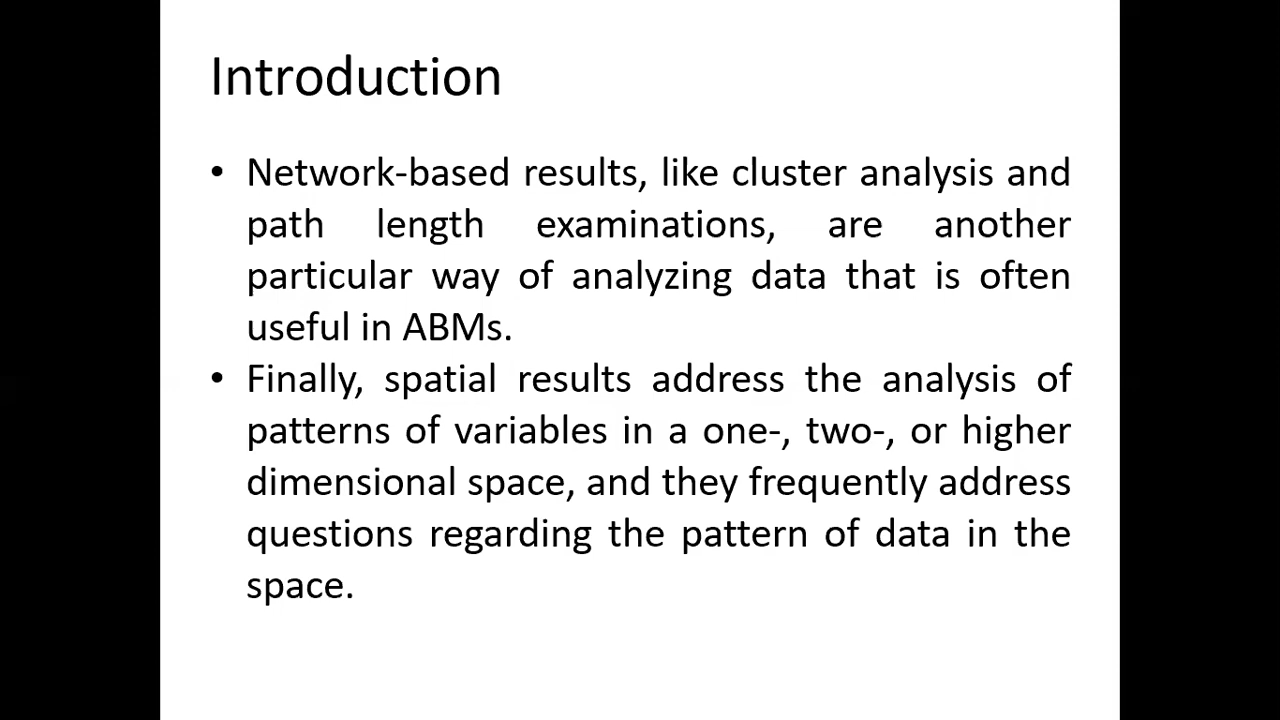 Introduction
• Network-based results, like cluster analysis and
path length examinations, are another
particular way of analyzing data that is often
useful in ABMs.
• Finally, spatial results address the analysis of
patterns of variables in a one-, two-, or higher
dimensional space, and they frequently address
questions regarding the pattern of data in the
space.